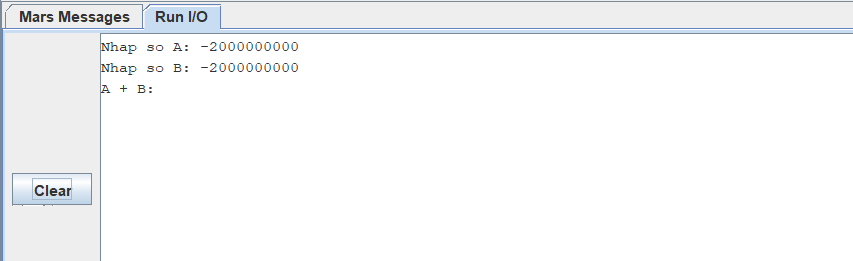 Mars Messages Run I/O
Nhap so A: -2000000000
Nhap so B: -2000000000
A + B:
Clear